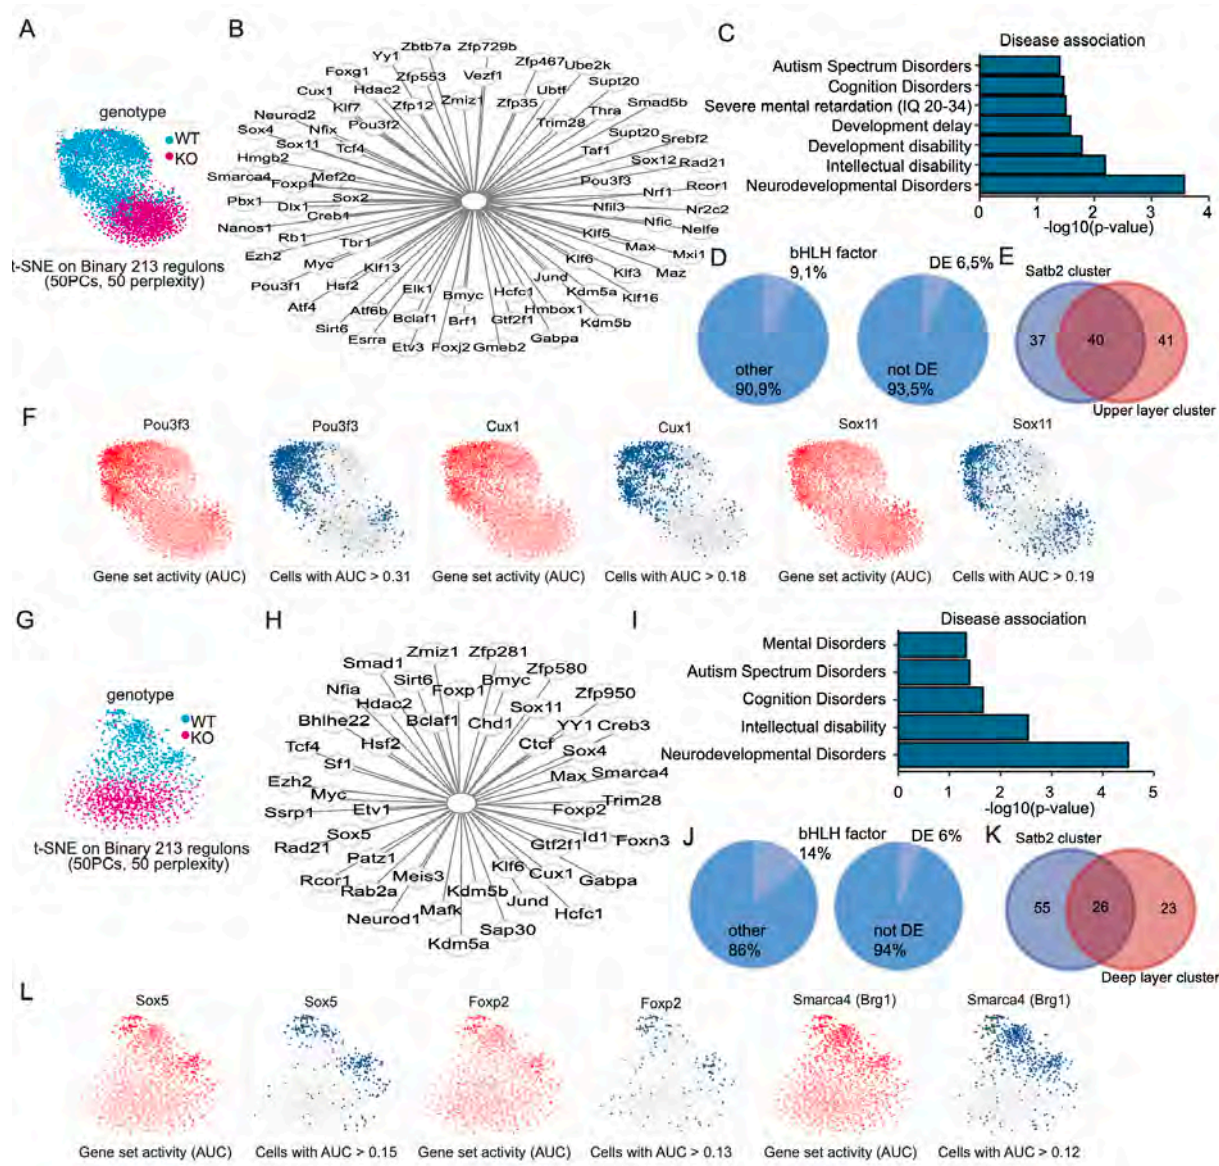 A
genotype
WT
KO
t-SNE on Binary 213 regulons
(50PCs, 50 perplexity)
B
Zbtb7a
Zfp729b
Yy1
Zfp467
Ube2k
Foxg1
Zfp553
Vezf1
Supt20
Cux1
Hdac2
Ubtf
Klf7
Zfp12
Zmiz1
Zfp35
Thra
Smad5b
Neurod2
Pou3f2
Trim28
Sox4
Nfix
Supt20
Srebf2
Sox11
Tcf4
Taf1
Hmgb2
Sox12
Rad21
Smarca4
Foxp1
Mef2c
Pou3f3
Nrf1
Rcor1
Pbx1
Dlx1
Sox2
Nfil3
Nr2c2
Nanos1
Creb1
Nfic
Nelfe
Rb1
Tbr1
Klf5
Max
Mxi1
Ezh2
Myc
Klf13
Klf6
Klf3
Maz
Pou3f1
Hsf2
Elk1
Jund
Kdm5a
Klf16
Atf4
Atf6b
Bmyc
Hcfc1
Hmbox1
Sirt6
Bclaf1
Brf1
Gtf2f1
Kdm5b
Esrra
Etv3
Foxj2
Gmeb2
Gabpa
C
Disease association
Autism Spectrum Disorders
Cognition Disorders
Severe mental retardation (IQ 20-34)
Development delay
Development disability
Intellectual disability
Neurodevelopmental Disorders
0 1 2 3 4
-log10(p-value)
D
bHLH factor
9,1%
other
90,9%
DE 6,5%
not DE
93,5%
E
Satb2 cluster
37 40 41
Upper layer cluster
F
Pou3f3
Gene set activity (AUC)
Pou3f3
Cells with AUC > 0.31
Cux1
Gene set activity (AUC)
Cux1
Cells with AUC > 0.18
Sox11
Gene set activity (AUC)
Sox11
Cells with AUC > 0.19
G
genotype
WT
KO
t-SNE on Binary 213 regulons
(50PCs, 50 perplexity)
H
Zmiz1
Zfp281
Smad1
Sirt6
Foxp1
Bmyc
Zfp580
Nfia
Hdac2
Sox11
Zfp950
Bhlhe22
Bclaf1
Chd1
YY1
Creb3
Tcf4
Hsf2
Ctcf
Sox4
Sf1
Max
Smarca4
Ezh2
Myc
Ssrp1
Etv1
Foxp2
Trim28
Sox5
Gtf2f1
Id1
Foxn3
Rad21
Patz1
Rcor1
Rab2a
Meis3
Kdm5b
Klf6
Cux1
Gabpa
Neurod1
Mafk
Jund
Hcfc1
Sap30
Kdm5a
I
Disease association
Mental Disorders
Autism Spectrum Disorders
Cognition Disorders
Intellectual disability
Neurodevelopmental Disorders
0 1 2 3 4 5
-log10(p-value)
J
bHLH factor
14%
other
86%
DE 6%
not DE
94%
K
Satb2 cluster
55 26 23
Deep layer cluster
L
Sox5
Gene set activity (AUC)
Sox5
Cells with AUC > 0.15
Foxp2
Gene set activity (AUC)
Foxp2
Cells with AUC > 0.13
Smarca4 (Brg1)
Gene set activity (AUC)
Smarca4 (Brg1)
Cells with AUC > 0.12